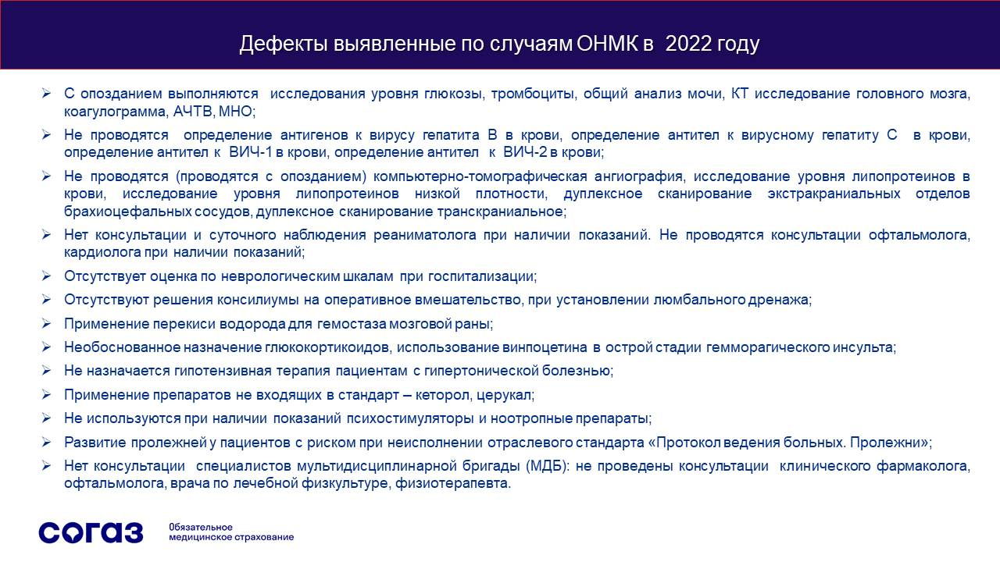 Дефекты выявленные по случаям ОНМК в 2022 году
➢ С опозданием выполняются исследования уровня глюкозы, тромбоциты, общий анализ мочи, КТ исследование головного мозга,
коагулограмма, АЧТВ, МНО;
➢ Не проводятся определение антигенов к вирусу гепатита В в крови, определение антител к вирусному гепатиту С в крови,
определение антител к ВИЧ-1 в крови, определение антител к ВИЧ-2 в крови;
➢ Не проводятся (проводятся с опозданием) компьютерно-томографическая ангиография, исследование уровня липопротеинов в
крови, исследование уровня липопротеинов низкой плотности, дуплексное сканирование экстракраниальных отделов
брахиоцефальных сосудов, дуплексное сканирование транскраниальное;
➢ Нет консультации и суточного наблюдения реаниматолога при наличии показаний. Не проводятся консультации офтальмолога,
кардиолога при наличии показаний;
➢ Отсутствует оценка по неврологическим шкалам при госпитализации;
➢ Отсутствуют решения консилиумы на оперативное вмешательство, при установлении люмбального дренажа;
➢ Применение перекиси водорода для гемостаза мозговой раны;
➢ Необоснованное назначение глюкокортикоидов, использование винпоцетина в острой стадии гемморагического инсульта;
➢ Не назначается гипотензивная терапия пациентам с гипертонической болезнью;
➢ Применение препаратов не входящих в стандарт – кеторол, церукал;
➢ Не используются при наличии показаний психостимуляторы и ноотропные препараты;
➢ Развитие пролежней у пациентов с риском при неисполнении отраслевого стандарта «Протокол ведения больных. Пролежни»;
➢ Нет консультации специалистов мультидисциплинарной бригады (МДБ): не проведены консультации клинического фармаколога,
офтальмолога, врача по лечебной физкультуре, физиотерапевта.
согаз
Обязательное
медицинское страхование